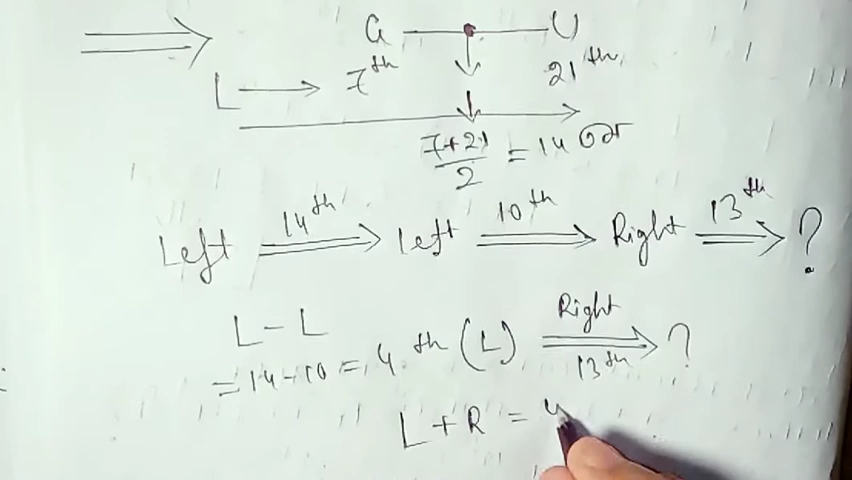 G U
L 7th 21th
7+21
2 = 14
Left 14th Left 10th Right 13th ?
L - L
= 14-10 = 4th (L) Right 13th ?
L + R = 4